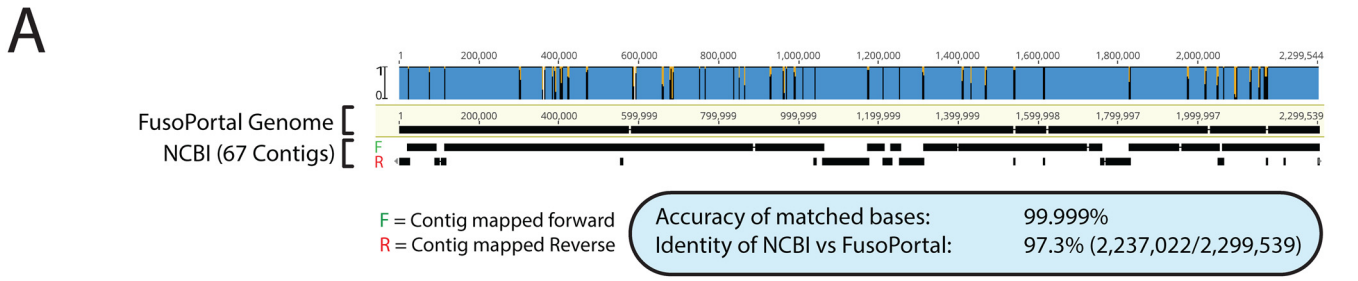 A
1 200,000 400,000 600,000 800,000 1,000,000 1,200,000 1,400,000 1,600,000 1,800,000 2,000,000 2,299,544
1
0
FusoPortal Genome
1 200,000 400,000 599,999 799,999 999,999 1,199,999 1,399,999 1,599,998 1,799,997 1,999,997 2,299,539
NCBI (67 Contigs)
F
R
F = Contig mapped forward
R = Contig mapped Reverse
Accuracy of matched bases: 99.999%
Identity of NCBI vs FusoPortal: 97.3% (2,237,022/2,299,539)